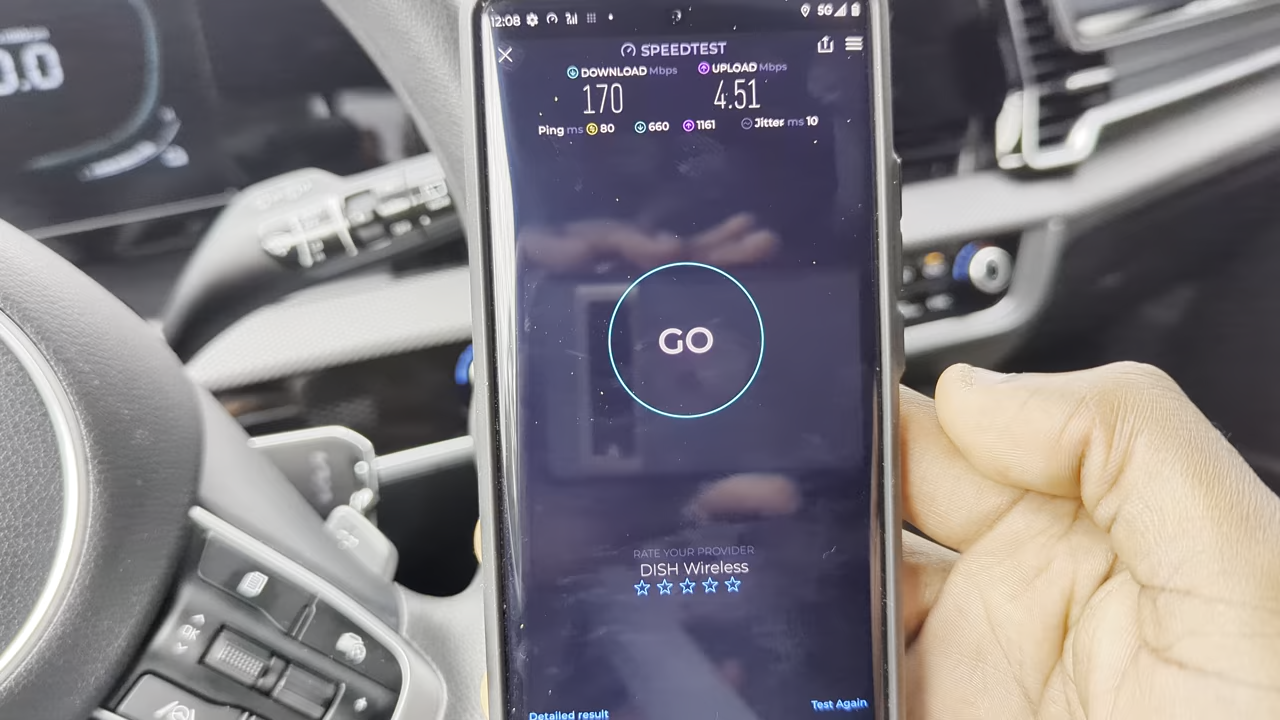 12:08
5G
SPEEDTEST
DOWNLOAD Mbps
UPLOAD Mbps
170
4.51
Ping ms 80 660 1161 Jitter ms 10
GO
RATE YOUR PROVIDER
DISH Wireless
Detailed result
Test Again
OK